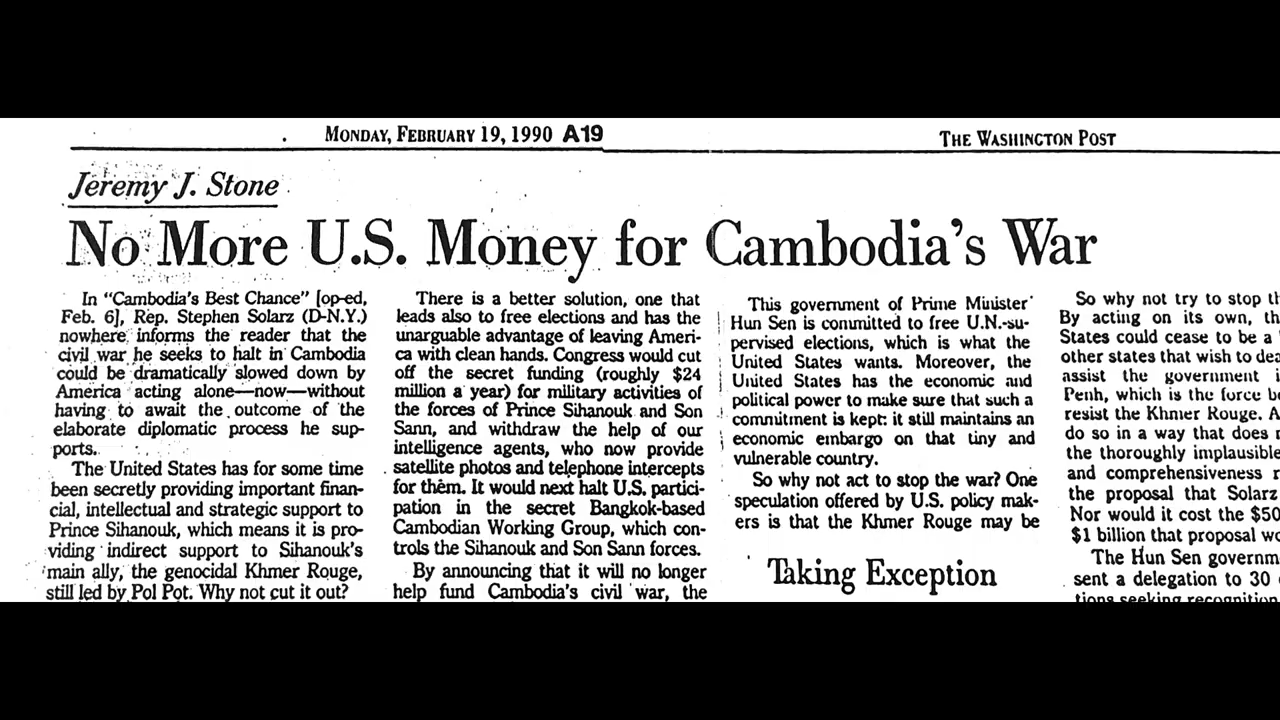 MONDAY, FEBRUARY 19, 1990 A19
THE WASHINGTON POST
Jeremy J. Stone
No More U.S. Money for Cambodia's War
In “Cambodia's Best Chance” [op-ed,
Feb. 6], Rep. Stephen Solarz (D-N.Y.)
nowhere informs the reader that the
civil war he seeks to halt in Cambodia
could be dramatically slowed down by
America acting alone—now—without
having to await the outcome of the
elaborate diplomatic process he sup-
ports.
The United States has for some time
been secretly providing important finan-
cial, intellectual and strategic support to
Prince Sihanouk, which means it is pro-
viding indirect support to Sihanouk's
main ally, the genocidal Khmer Rouge,
still led by Pol Pot. Why not cut it out?
There is a better solution, one that
leads also to free elections and has the
unarguable advantage of leaving Ameri-
ca with clean hands. Congress would cut
off the secret funding (roughly $24
million a year) for military activities of
the forces of Prince Sihanouk and Son
Sann, and withdraw the help of our
intelligence agents, who now provide
satellite photos and telephone intercepts
for them. It would next halt U.S. partici-
pation in the secret Bangkok-based
Cambodian Working Group, which con-
trols the Sihanouk and Son Sann forces.
By announcing that it will no longer
help fund Cambodia's civil war, the
This government of Prime Minister
Hun Sen is committed to free U.N.-su-
pervised elections, which is what the
United States wants. Moreover, the
United States has the economic and
political power to make sure that such a
commitment is kept: it still maintains an
economic embargo on that tiny and
vulnerable country.
So why not act to stop the war? One
speculation offered by U.S. policy mak-
ers is that the Khmer Rouge may be
Taking Exception
So why not try to stop th
By acting on its own, th
States could cease to be a
other states that wish to dea
assist the government i
Penh, which is the force be
resist the Khmer Rouge. A
do so in a way that does n
the thoroughly implausible
and comprehensiveness r
the proposal that Solarz
Nor would it cost the $50
$1 billion that proposal wo
The Hun Sen governm
sent a delegation to 30
tions seeking recognition